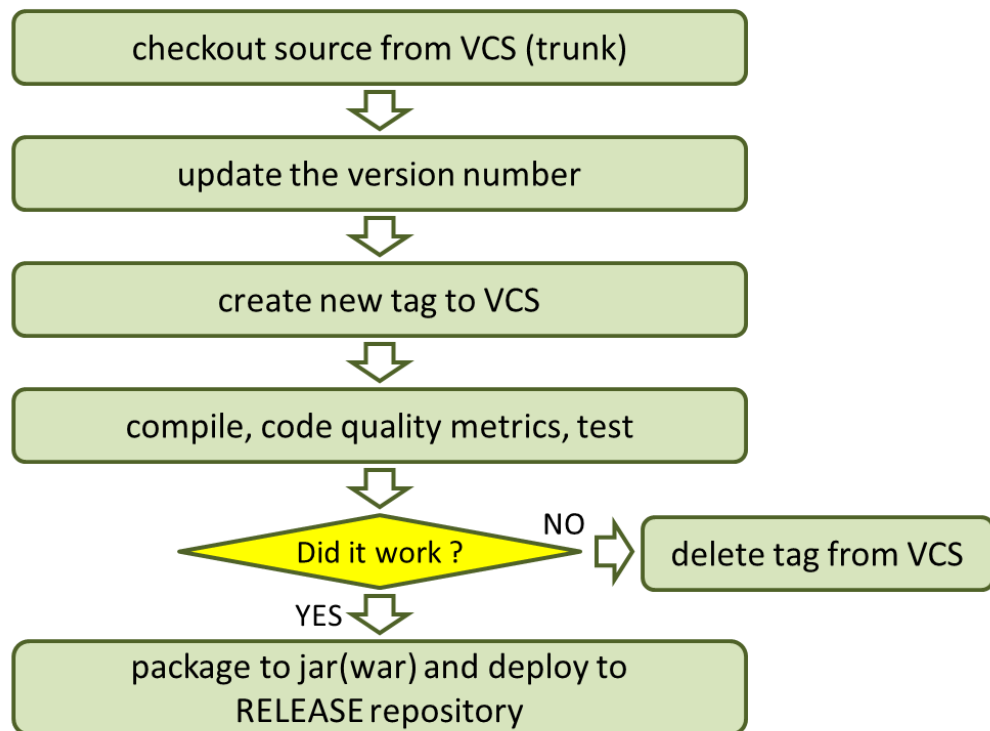 checkout source from VCS (trunk)
update the version number
create new tag to VCS
compile, code quality metrics, test
Did it work ?
NO
delete tag from VCS
YES
package to jar(war) and deploy to
RELEASE repository